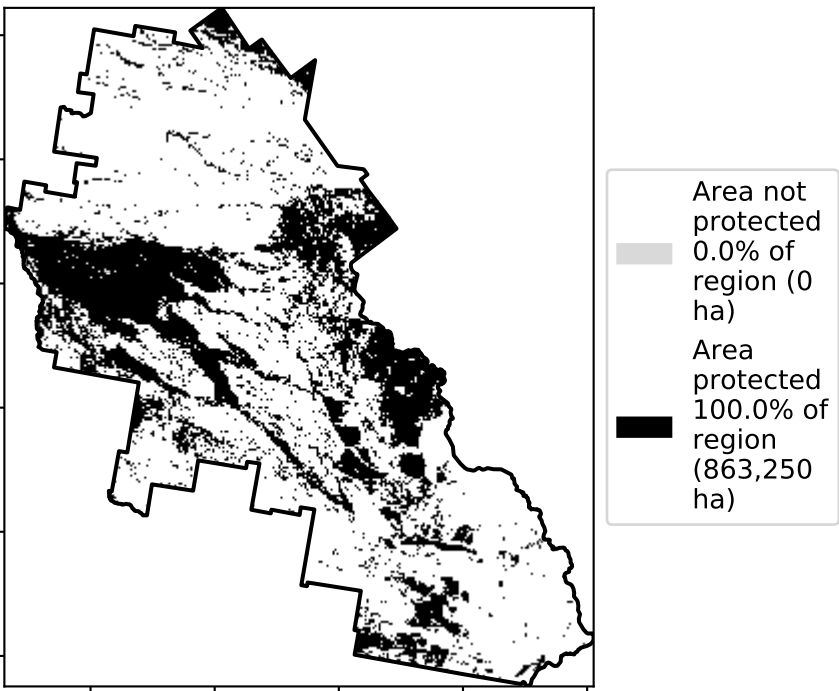 Area not
protected
0.0% of
region (0
ha)
Area
protected
100.0% of
region
(863,250
ha)